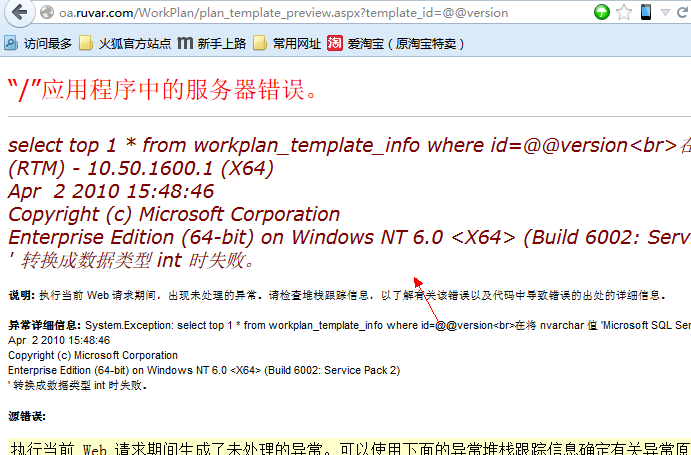 oa.ruvar.com/WorkPlan/plan_template_preview.aspx?template_id=@@version
访问最多 火狐官方站点 新手上路 常用网址 爱淘宝（原淘宝特卖）
“/”应用程序中的服务器错误。
select top 1 * from workplan_template_info where id=@@version<br>在
(RTM) - 10.50.1600.1 (X64)
Apr 2 2010 15:48:46
Copyright (c) Microsoft Corporation
Enterprise Edition (64-bit) on Windows NT 6.0 <X64> (Build 6002: Serv
' 转换成数据类型 int 时失败。
说明: 执行当前 Web 请求期间，出现未处理的异常。请检查堆栈跟踪信息，以了解有关该错误以及代码中导致错误的出处的详细信息。
异常详细信息: System.Exception: select top 1 * from workplan_template_info where id=@@version<br>在将 nvarchar 值 'Microsoft SQL Ser
Apr 2 2010 15:48:46
Copyright (c) Microsoft Corporation
Enterprise Edition (64-bit) on Windows NT 6.0 <X64> (Build 6002: Service Pack 2)
' 转换成数据类型 int 时失败。
源错误:
执行当前 Web 请求期间生成了未处理的异常。可以使用下面的异常堆栈跟踪信息确定有关异常原